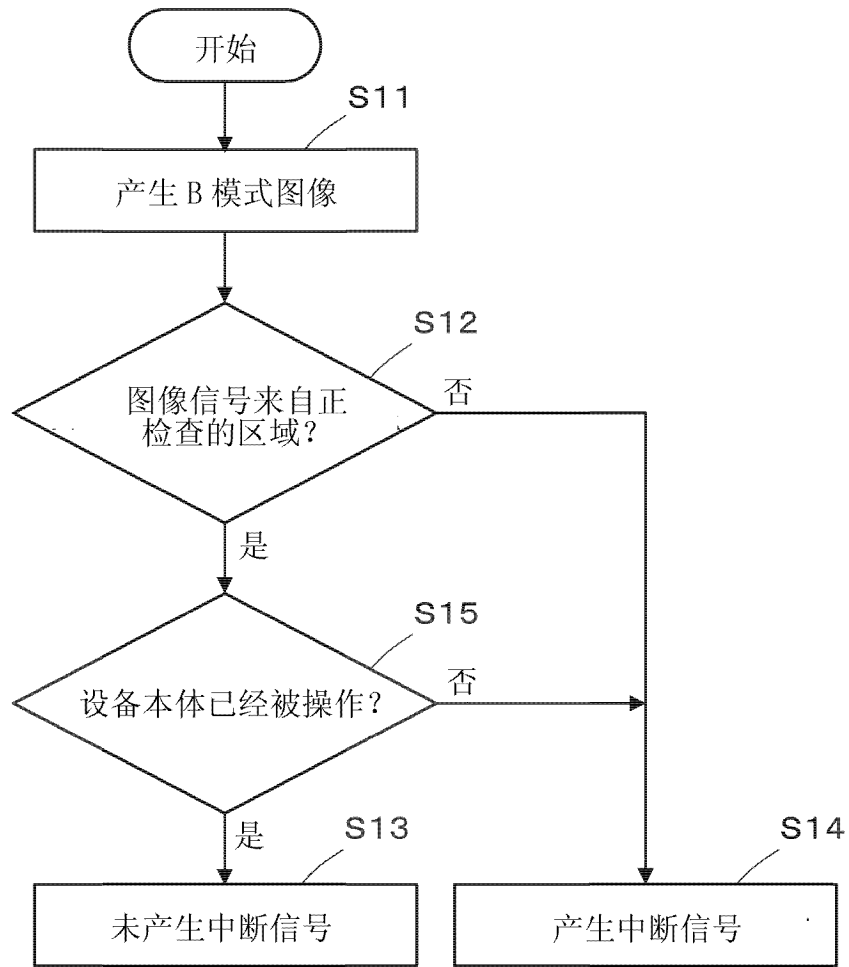 开始
S11
产生 B 模式图像
S12
图像信号来自正
检查的区域？
否
是
S15
设备本体已经被操作？
否
是
S13
未产生中断信号
S14
产生中断信号